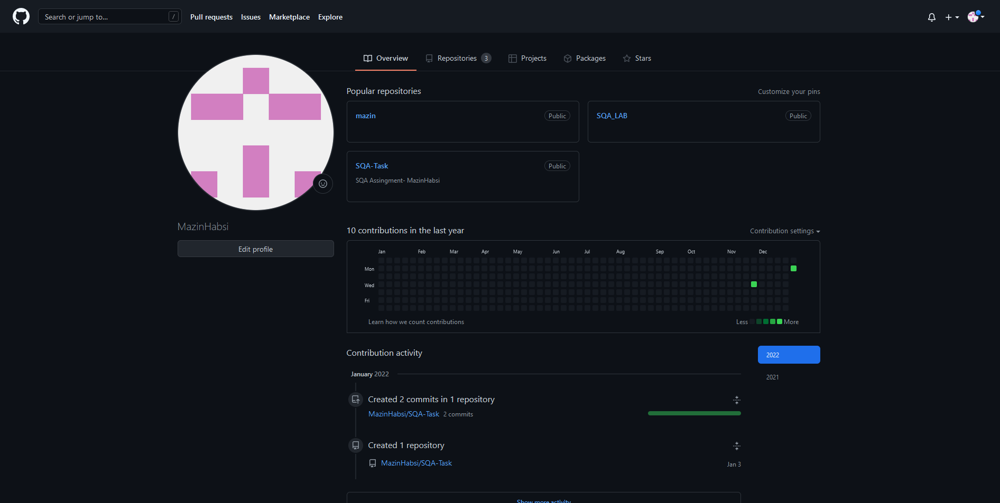 Search or jump to... /
Pull requests
Issues
Marketplace
Explore
Overview
Repositories 3
Projects
Packages
Stars
MazinHabsi
Edit profile
Popular repositories
Customize your pins
mazin
Public
SQA_LAB
Public
SQA-Task
Public
SQA Assingment- MazinHabsi
10 contributions in the last year
Contribution settings
Jan Feb Mar Apr May Jun Jul Aug Sep Oct Nov Dec
Mon
Wed
Fri
Learn how we count contributions
Less More
Contribution activity
2022
2021
January 2022
Created 2 commits in 1 repository
MazinHabsi/SQA-Task 2 commits
Created 1 repository
MazinHabsi/SQA-Task
Jan 3
Show more activity